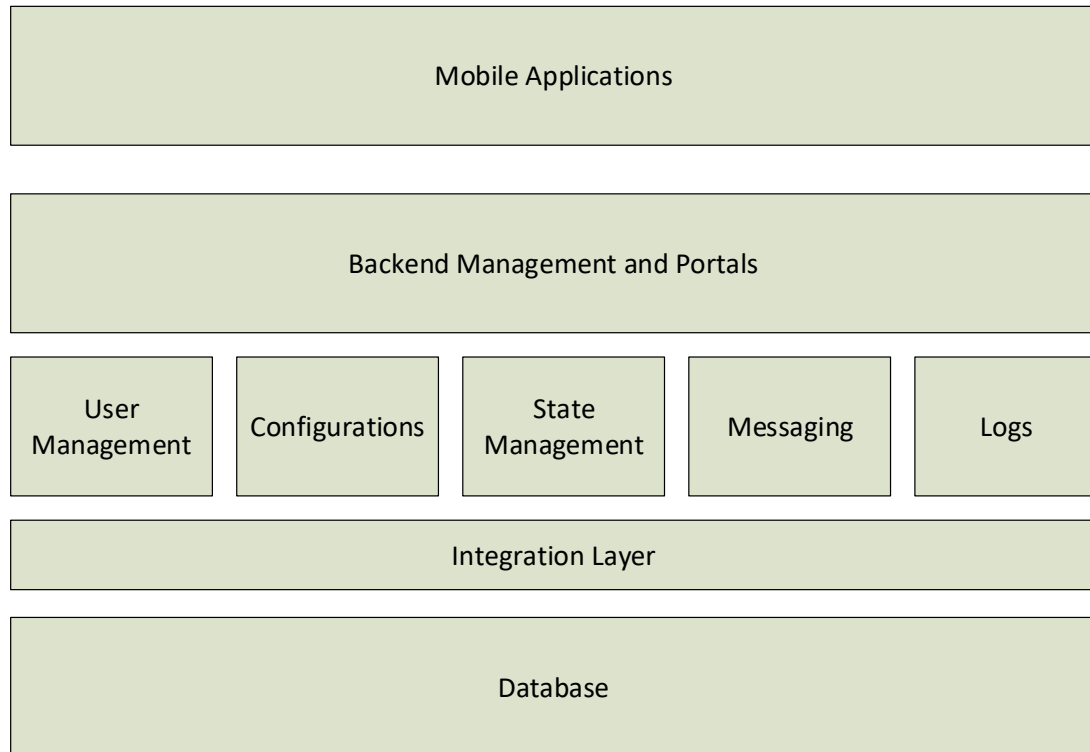 Mobile Applications
Backend Management and Portals
User
Management
Configurations
State
Management
Messaging
Logs
Integration Layer
Database